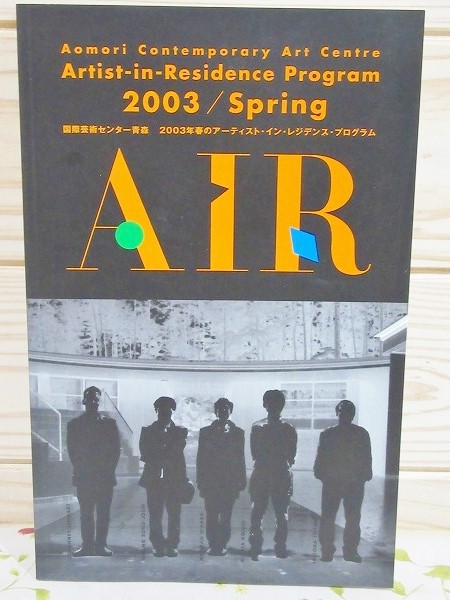 Aomori Contemporary Art Centre
Artist-in-Residence Program
2003/Spring
国際芸術センター青森 2003年春のアーティスト・イン・レジデンス・プログラム
AIR